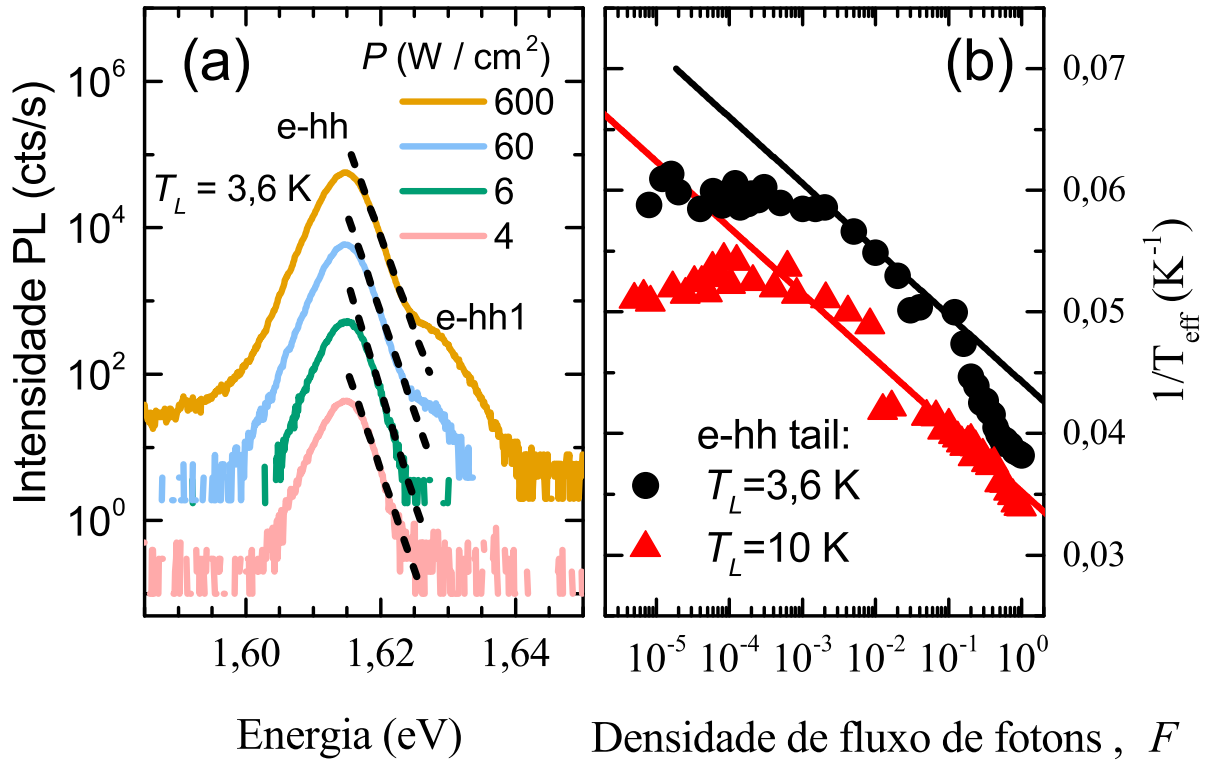 (a)
P (W / cm²)
600
60
6
4
e-hh
T_L = 3,6 K
e-hh1
10⁶
10⁴
10²
10⁰
Intensidade PL (cts/s)
1,60
1,62
1,64
Energia (eV)
(b)
e-hh tail:
T_L=3,6 K
T_L=10 K
0,07
0,06
0,05
0,04
0,03
1/T_eff (K⁻¹)
10⁻⁵
10⁻⁴
10⁻³
10⁻²
10⁻¹
10⁰
Densidade de fluxo de fotons , F